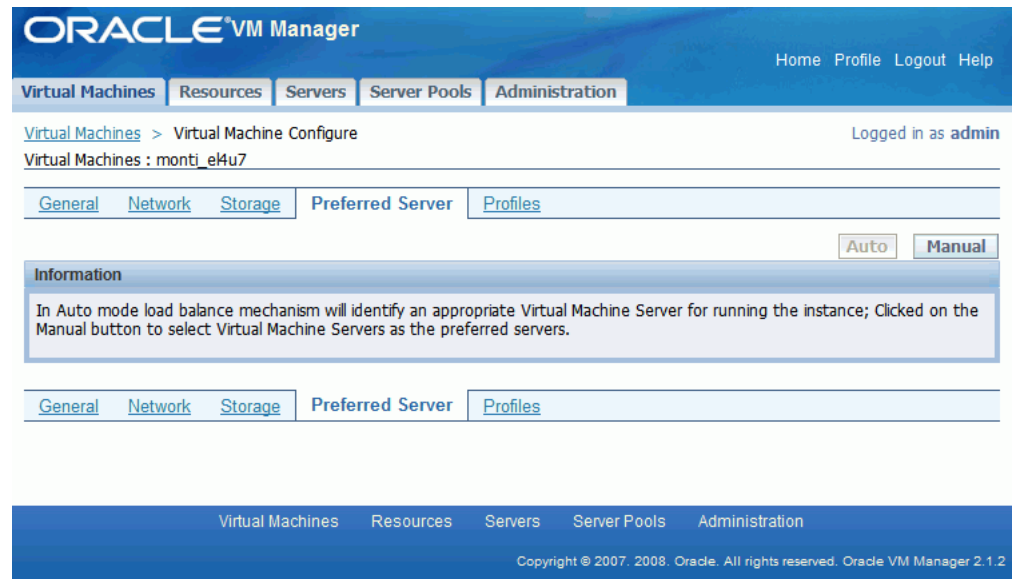 ORACLE VM Manager
Home Profile Logout Help
Virtual Machines Resources Servers Server Pools Administration
Virtual Machines > Virtual Machine Configure Logged in as admin
Virtual Machines : monti_el4u7
General Network Storage Preferred Server Profiles
Auto Manual
Information
In Auto mode load balance mechanism will identify an appropriate Virtual Machine Server for running the instance; Clicked on the
Manual button to select Virtual Machine Servers as the preferred servers.
General Network Storage Preferred Server Profiles
Virtual Machines Resources Servers Server Pools Administration
Copyright © 2007. 2008. Oracle. All rights reserved. Oracle VM Manager 2.1.2